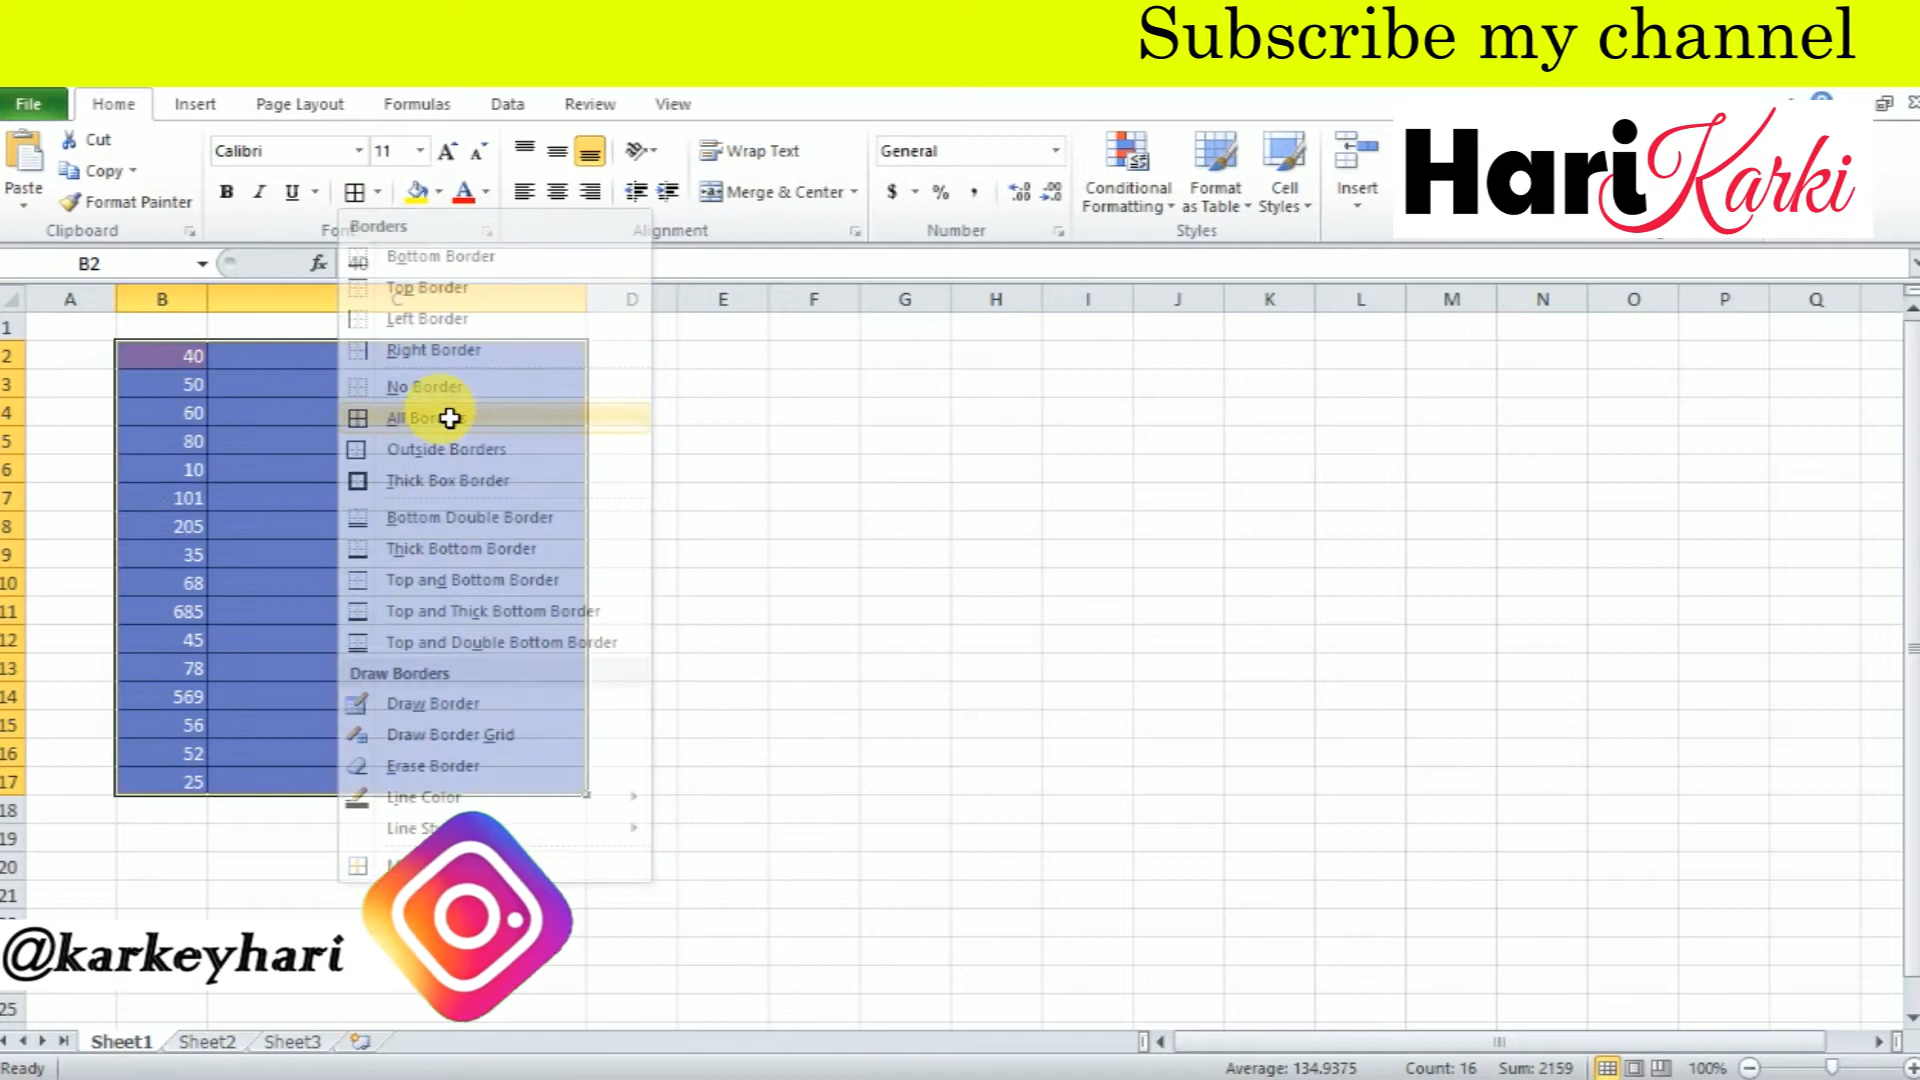 Subscribe my channel
File Home Insert Page Layout Formulas Data Review View
Hari Karki
Cut
Copy
Format Painter
Paste
Clipboard
Calibri 11
B I U A
Font
Wrap Text
Merge & Center
Alignment
General
$ % ,
Number
Conditional Formatting
Format as Table
Cell Styles
Styles
Insert
B2 fx 40
A B C D E F G H I J K L M N O P Q
1
2 40
3 50
4 60
5 80
6 10
7 101
8 205
9 35
10 68
11 685
12 45
13 78
14 569
15 56
16 52
17 25
18
19
20
21
25
Borders
Bottom Border
Top Border
Left Border
Right Border
No Border
All Borders
Outside Borders
Thick Box Border
Bottom Double Border
Thick Bottom Border
Top and Bottom Border
Top and Thick Bottom Border
Top and Double Bottom Border
Draw Borders
Draw Border
Draw Border Grid
Erase Border
Line Color
Line
@karkeyhari
Sheet1 Sheet2 Sheet3
Ready
Average: 134.9375 Count: 16 Sum: 2159 100%